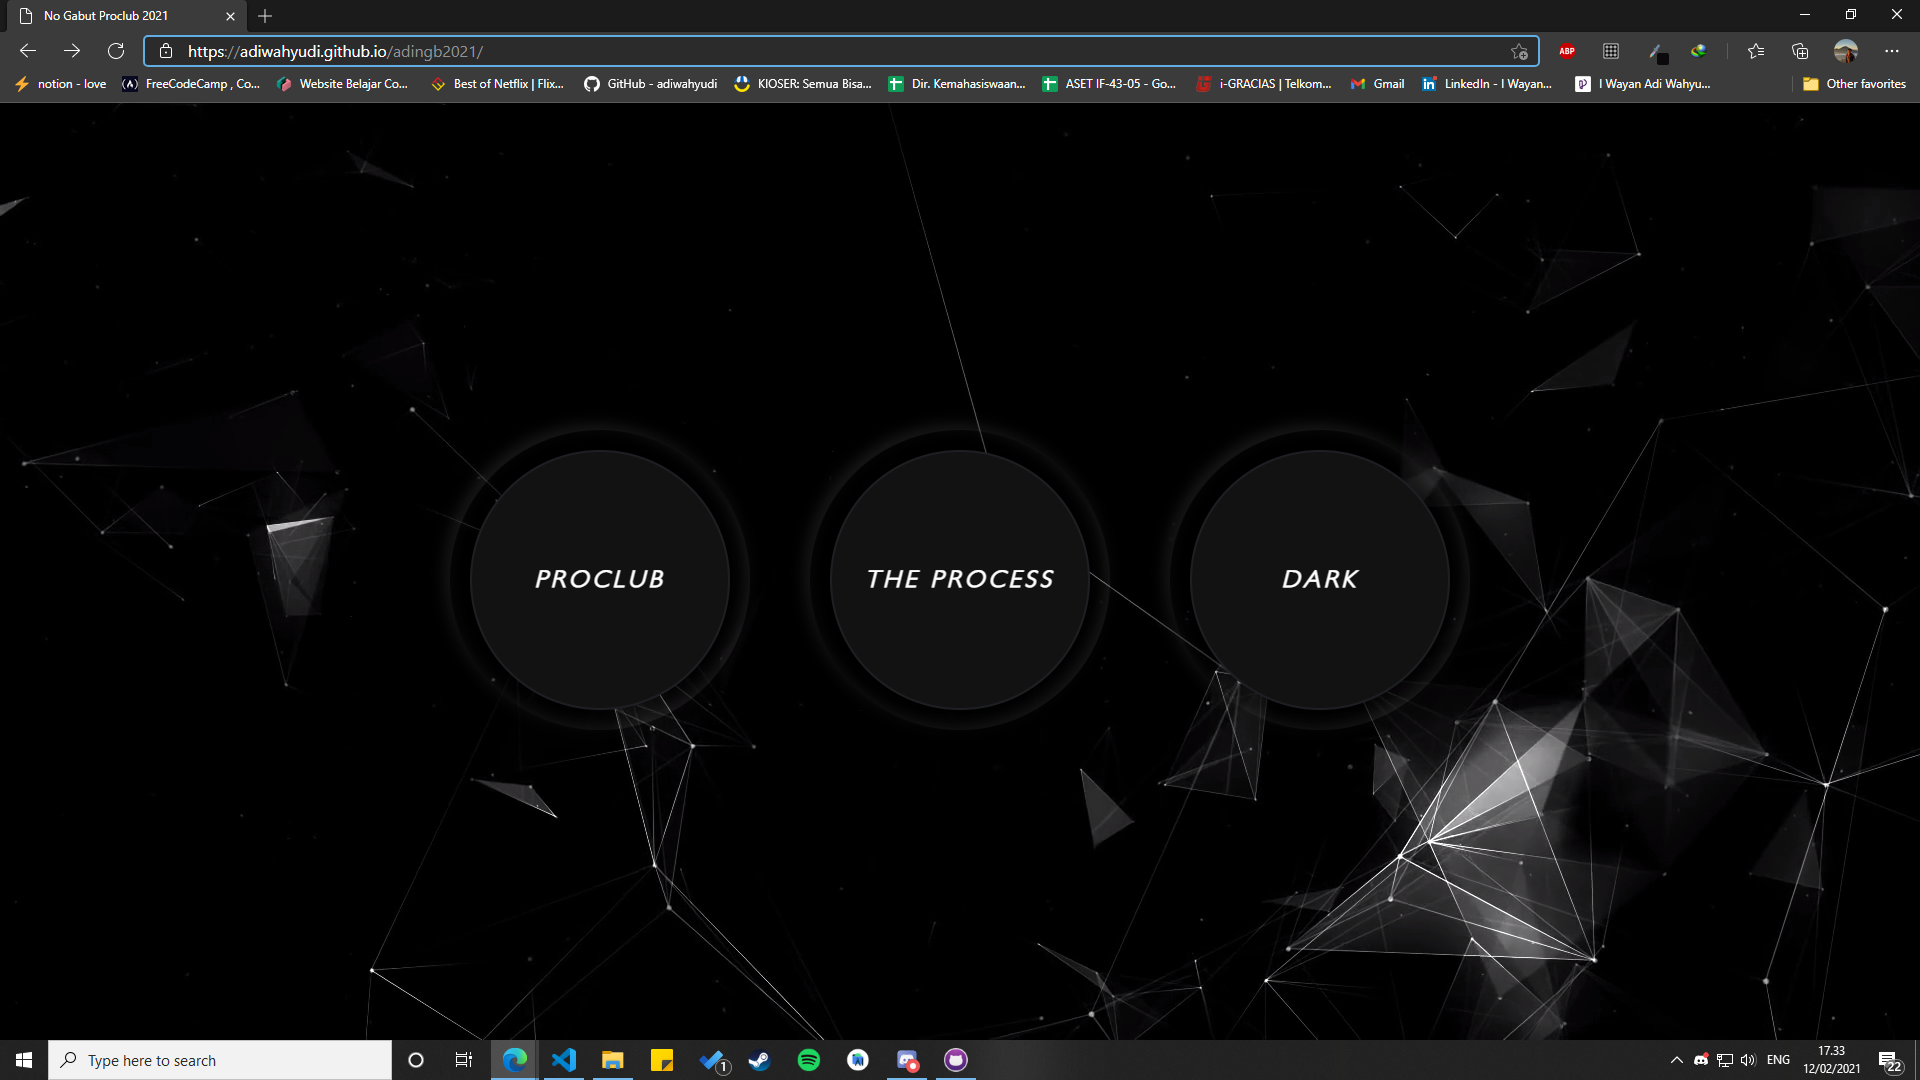 No Gabut Proclub 2021
https://adiwahyudi.github.io/adingb2021/
ABP
notion - love
FreeCodeCamp , Co...
Website Belajar Co...
Best of Netflix | Flix...
GitHub - adiwahyudi
KIOSER: Semua Bisa...
Dir. Kemahasiswaan...
ASET IF-43-05 - Go...
i-GRACIAS | Telkom...
Gmail
LinkedIn - I Wayan...
I Wayan Adi Wahyu...
Other favorites
PROCLUB
THE PROCESS
DARK
Type here to search
1
ENG
17.33
12/02/2021
22